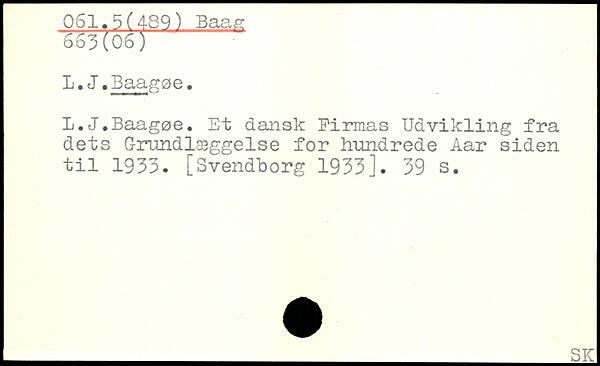 061.5(489) Baag
663(06)
L.J.Baagøe.
L.J.Baagøe. Et dansk Firmas Udvikling fra
dets Grundlæggelse for hundrede Aar siden
til 1933. [Svendborg 1933]. 39 s.
SK